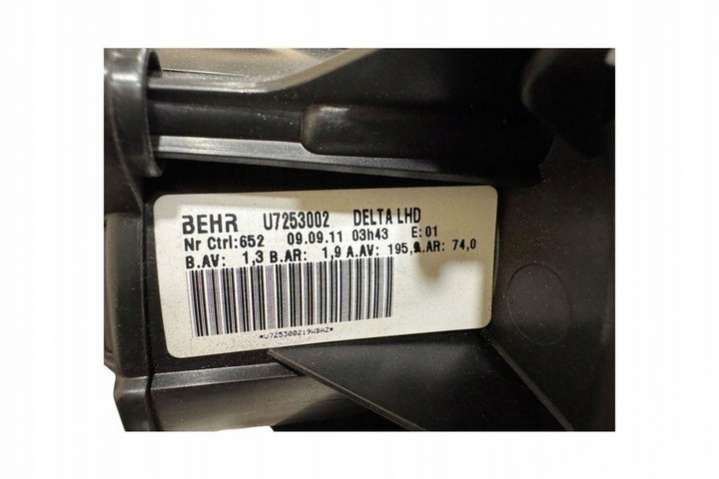 BEHR U7253002 DELTA LHD
Nr Ctrl:652 09.09.11 03h43 E:01
B.AV: 1,3 B.AR: 1,9 A.AV: 195, A.AR: 74,0